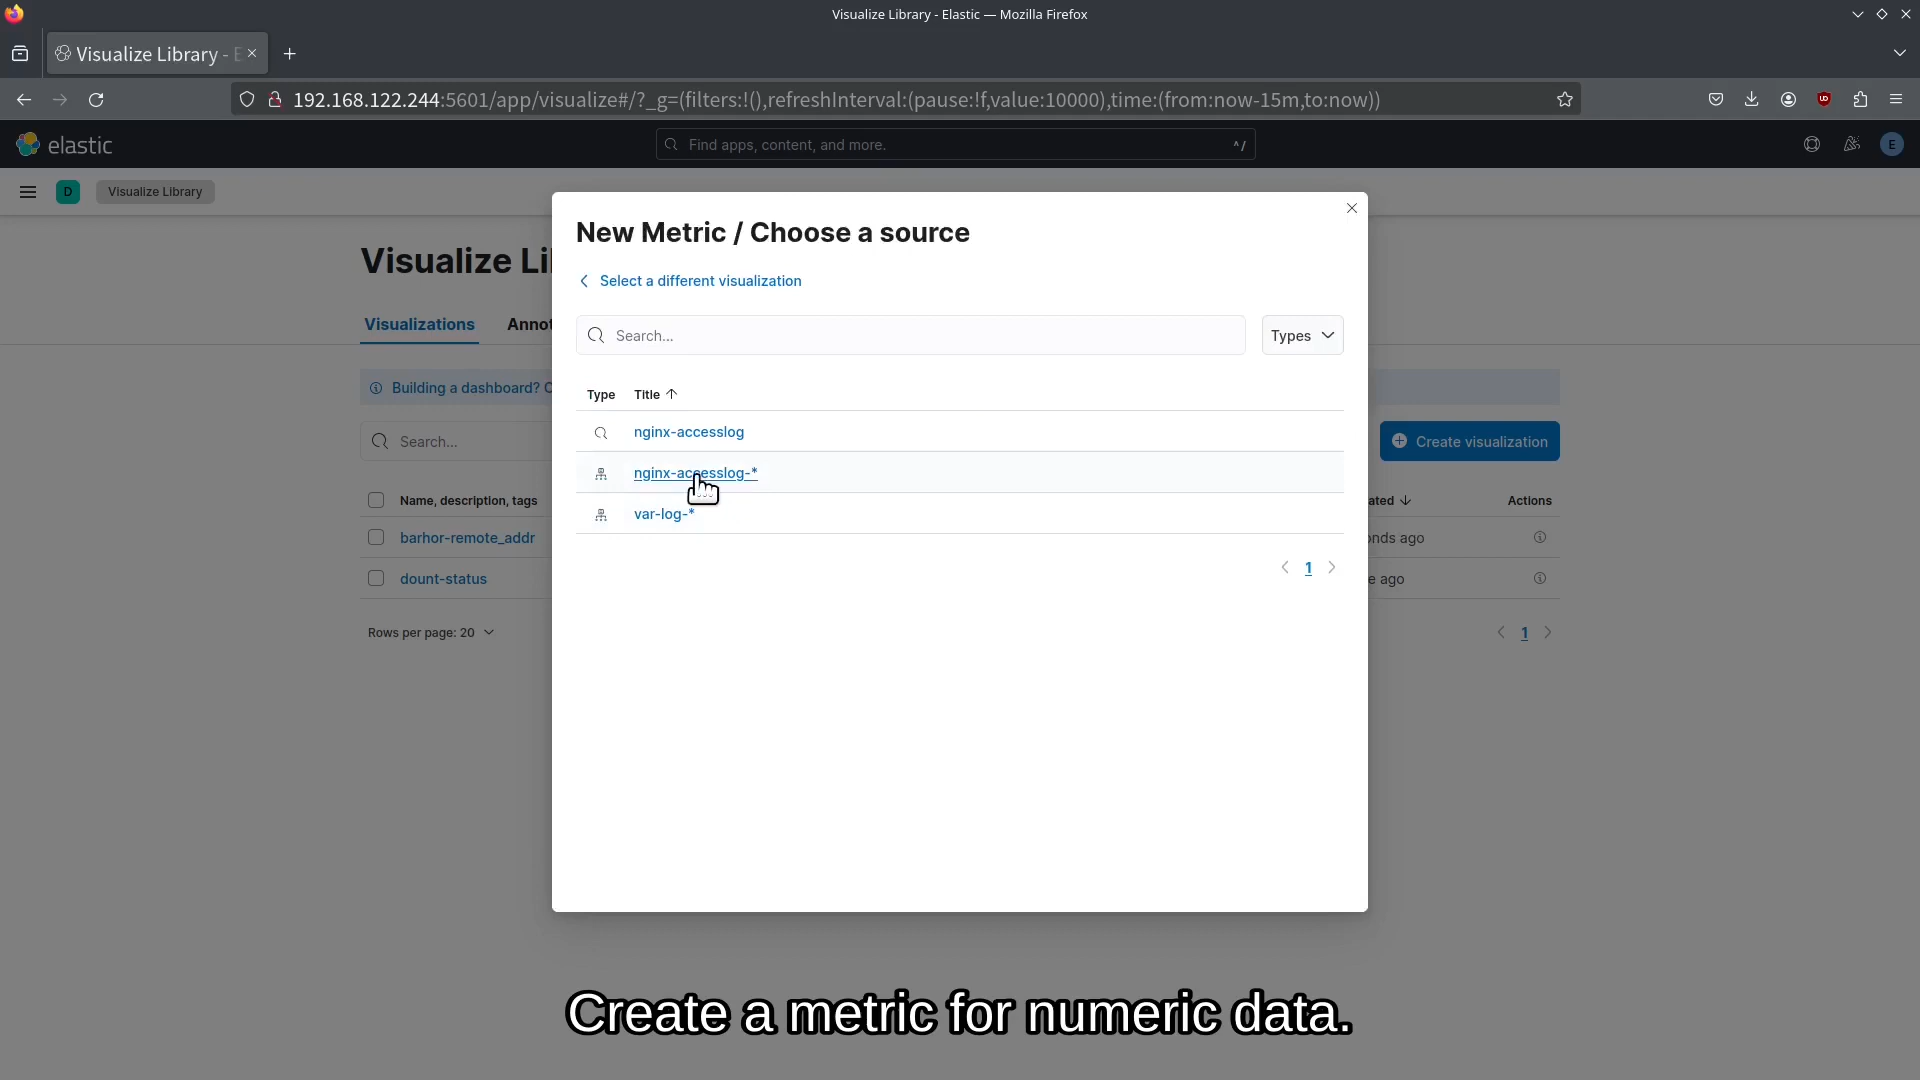 Visualize Library - Elastic — Mozilla Firefox
Visualize Library - E
192.168.122.244:5601/app/visualize#/?_g=(filters:!(),refreshInterval:(pause:!f,value:10000),time:(from:now-15m,to:now))
elastic
Find apps, content, and more.
^/
E
D
Visualize Library
New Metric / Choose a source
Visualize Li
Select a different visualization
Visualizations
Annot
Search...
Types
Building a dashboard? C
Type
Title
nginx-accesslog
Search...
Create visualization
nginx-accesslog-*
Name, description, tags
ated
Actions
var-log-*
barhor-remote_addr
onds ago
1
dount-status
e ago
Rows per page: 20
1
Create a metric for numeric data.